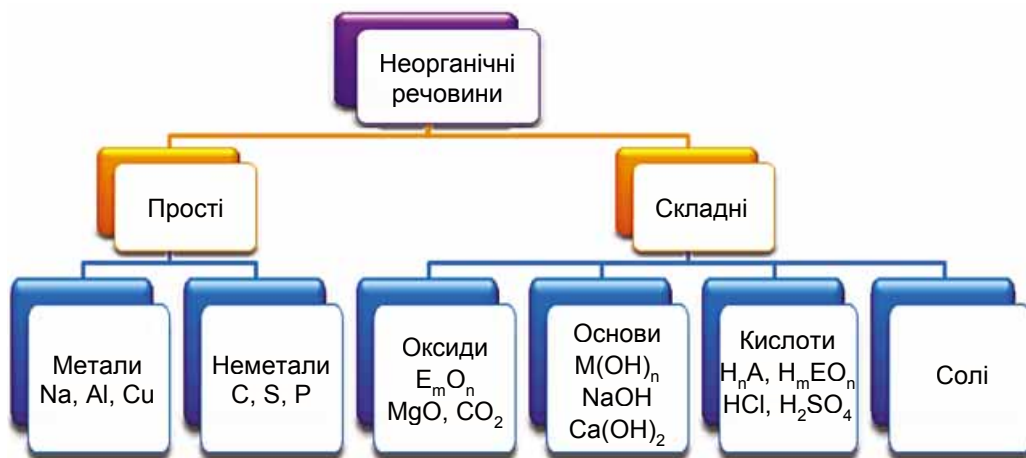 Неорганічні
речовини
Прості
Складні
Метали
Na, Al, Cu
Неметали
C, S, P
Оксиди
EₘOₙ
MgO, CO₂
Основи
M(OH)ₙ
NaOH
Ca(OH)₂
Кислоти
HₙA, HₘEOₙ
HCl, H₂SO₄
Солі